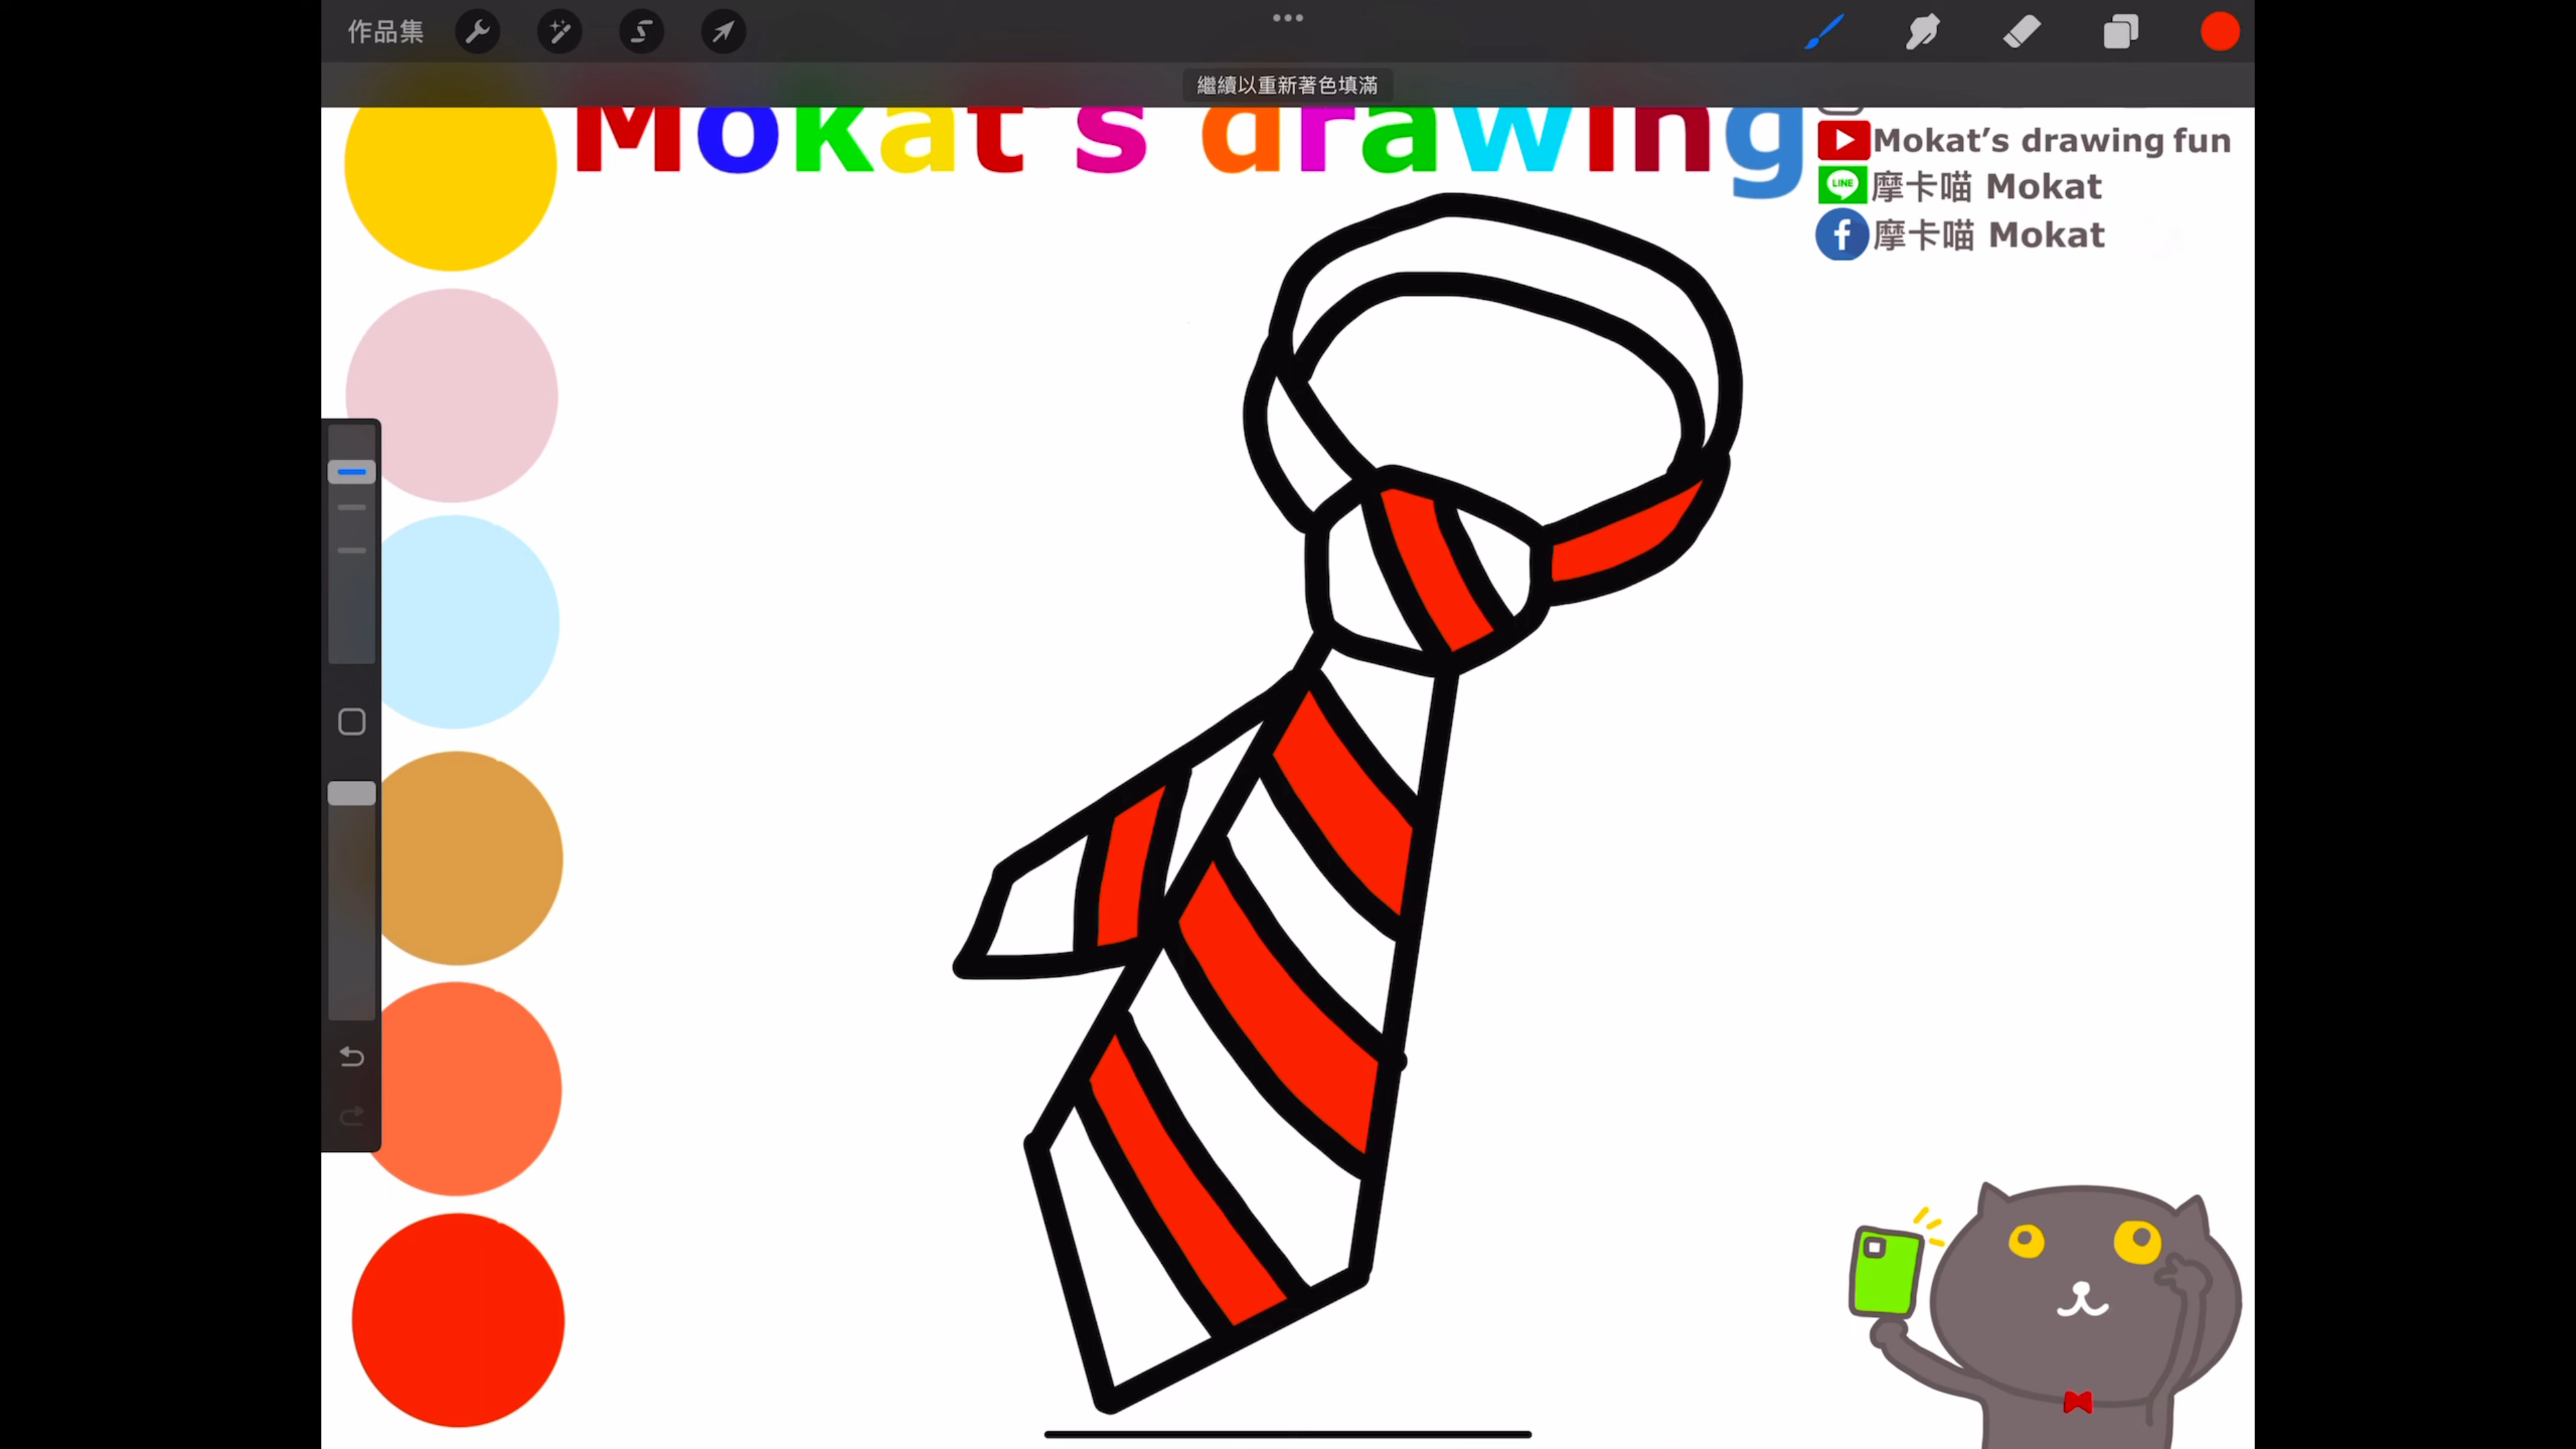 作品集
繼續以重新著色填滿
Mokat's drawing
Mokat’s drawing fun
LINE
摩卡喵 Mokat
摩卡喵 Mokat